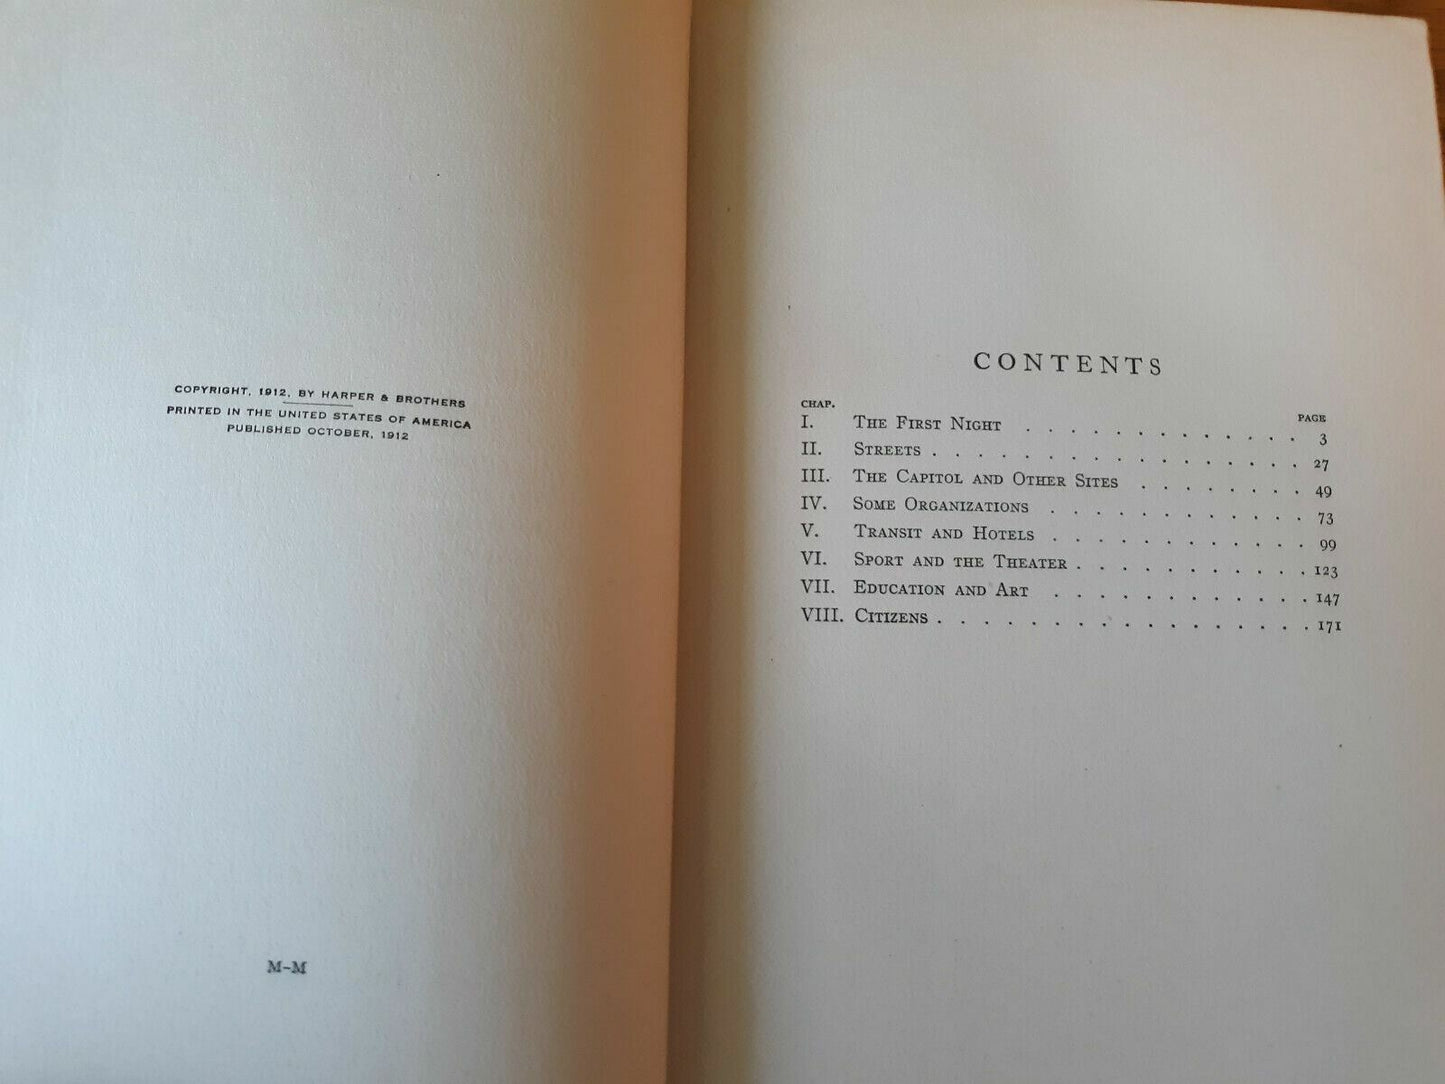 COPYRIGHT, 1912, BY HARPER & BROTHERS
PRINTED IN THE UNITED STATES OF AMERICA
PUBLISHED OCTOBER, 1912
M-M
CONTENTS
CHAP. PAGE
I. THE FIRST NIGHT . . . . . . . . . . . . 3
II. STREETS . . . . . . . . . . . . . . . . 27
III. THE CAPITOL AND OTHER SITES . . . . . . . 49
IV. SOME ORGANIZATIONS . . . . . . . . . . . . 73
V. TRANSIT AND HOTELS . . . . . . . . . . . . 99
VI. SPORT AND THE THEATER . . . . . . . . . . . 123
VII. EDUCATION AND ART . . . . . . . . . . . . 147
VIII. CITIZENS . . . . . . . . . . . . . . . . . 171